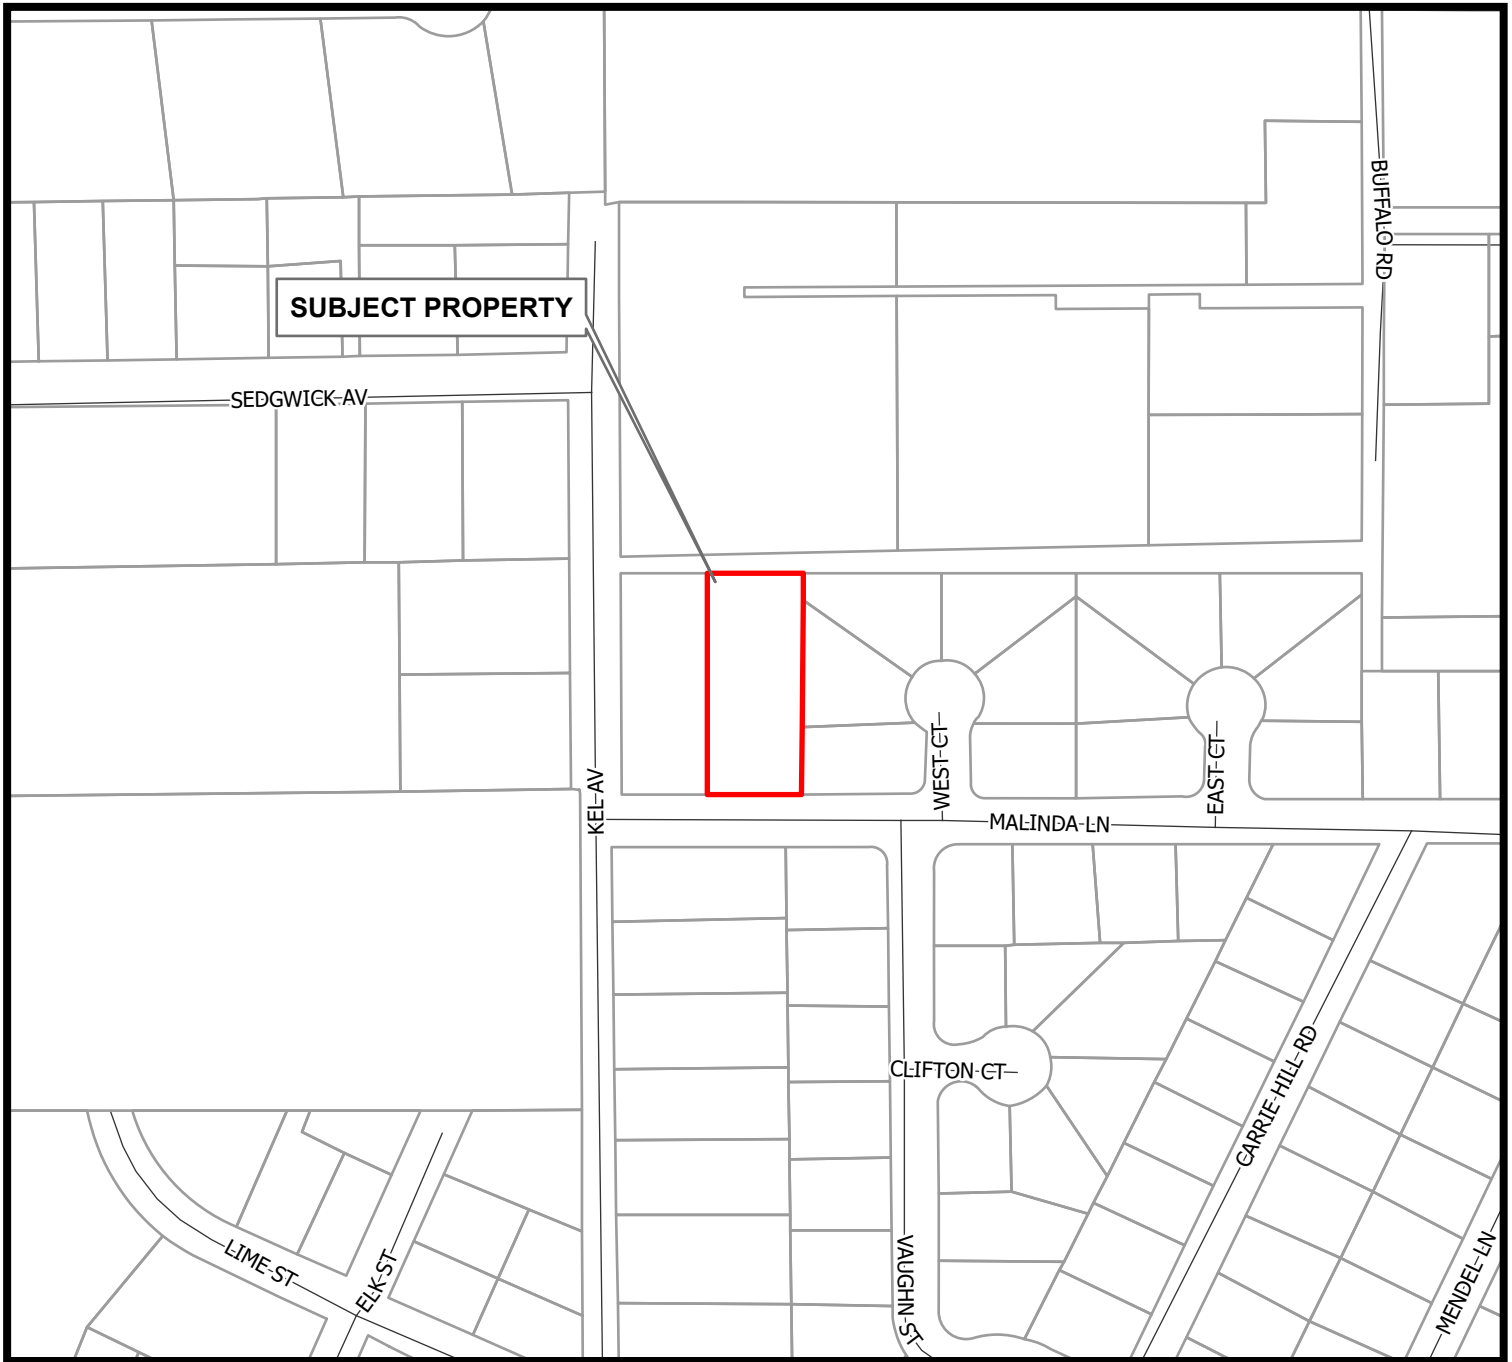 BUFFALO RD
SUBJECT PROPERTY
SEDGWICK AV
WEST CT
EAST CT
KEL AV
MALINDA LN
CLIFTON CT
CARRIE HILL RD
LIME ST
ELK ST
VAUGHN ST
MENDEL LN